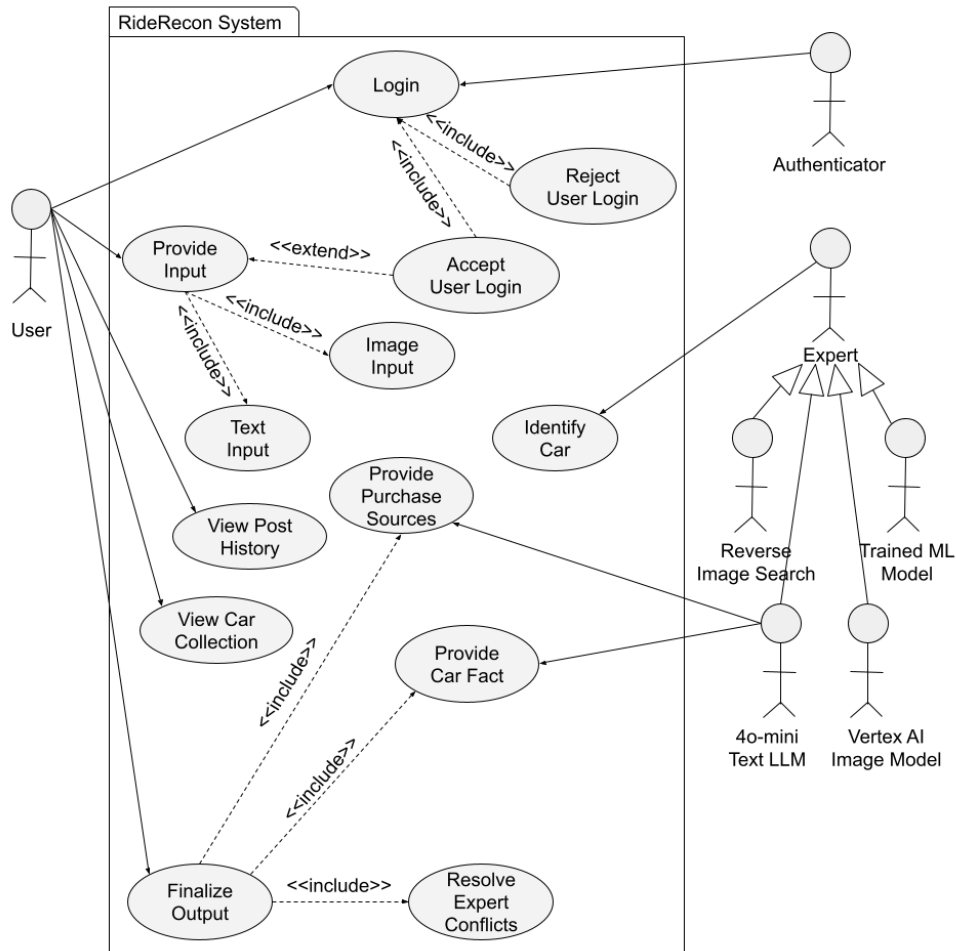 RideRecon System
Login
Authenticator
<<include>>
<<include>>
Reject
User Login
User
Provide
Input
<<extend>>
Accept
User Login
<<include>>
<<include>>
Image
Input
Expert
Text
Input
Identify
Car
Provide
Purchase
Sources
View Post
History
Reverse
Image Search
Trained ML
Model
View Car
Collection
<<include>>
Provide
Car Fact
<<include>>
4o-mini
Text LLM
Vertex AI
Image Model
Finalize
Output
<<include>>
Resolve
Expert
Conflicts